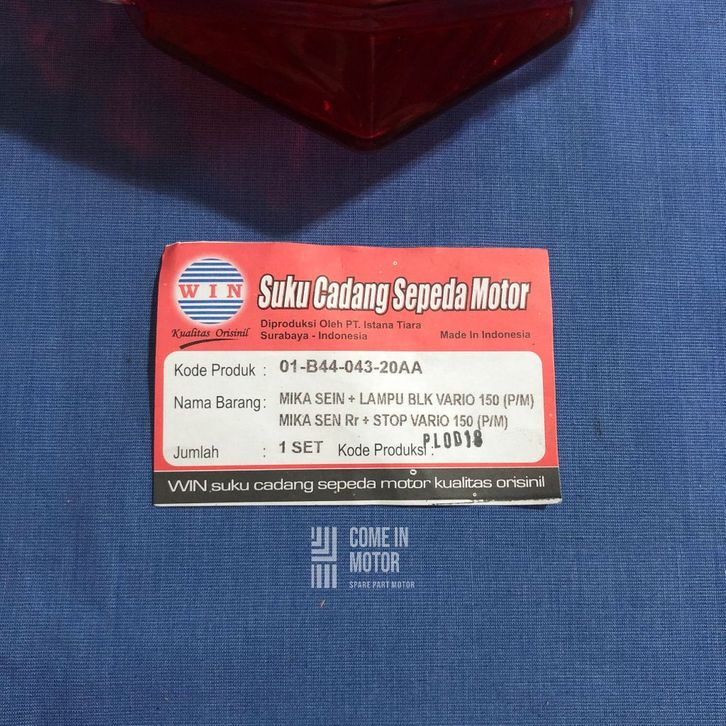 WIN
Kualitas Orisinil
Suku Cadang Sepeda Motor
Diproduksi Oleh PT. Istana Tiara
Surabaya - Indonesia
Made In Indonesia
Kode Produk : 01-B44-043-20AA
Nama Barang : MIKA SEIN + LAMPU BLK VARIO 150 (P/M)
MIKA SEN Rr + STOP VARIO 150 (P/M)
Jumlah : 1 SET Kode Produksi : PL0D18
WIN suku cadang sepeda motor kualitas orisinil
COME IN
MOTOR
SPARE PART MOTOR